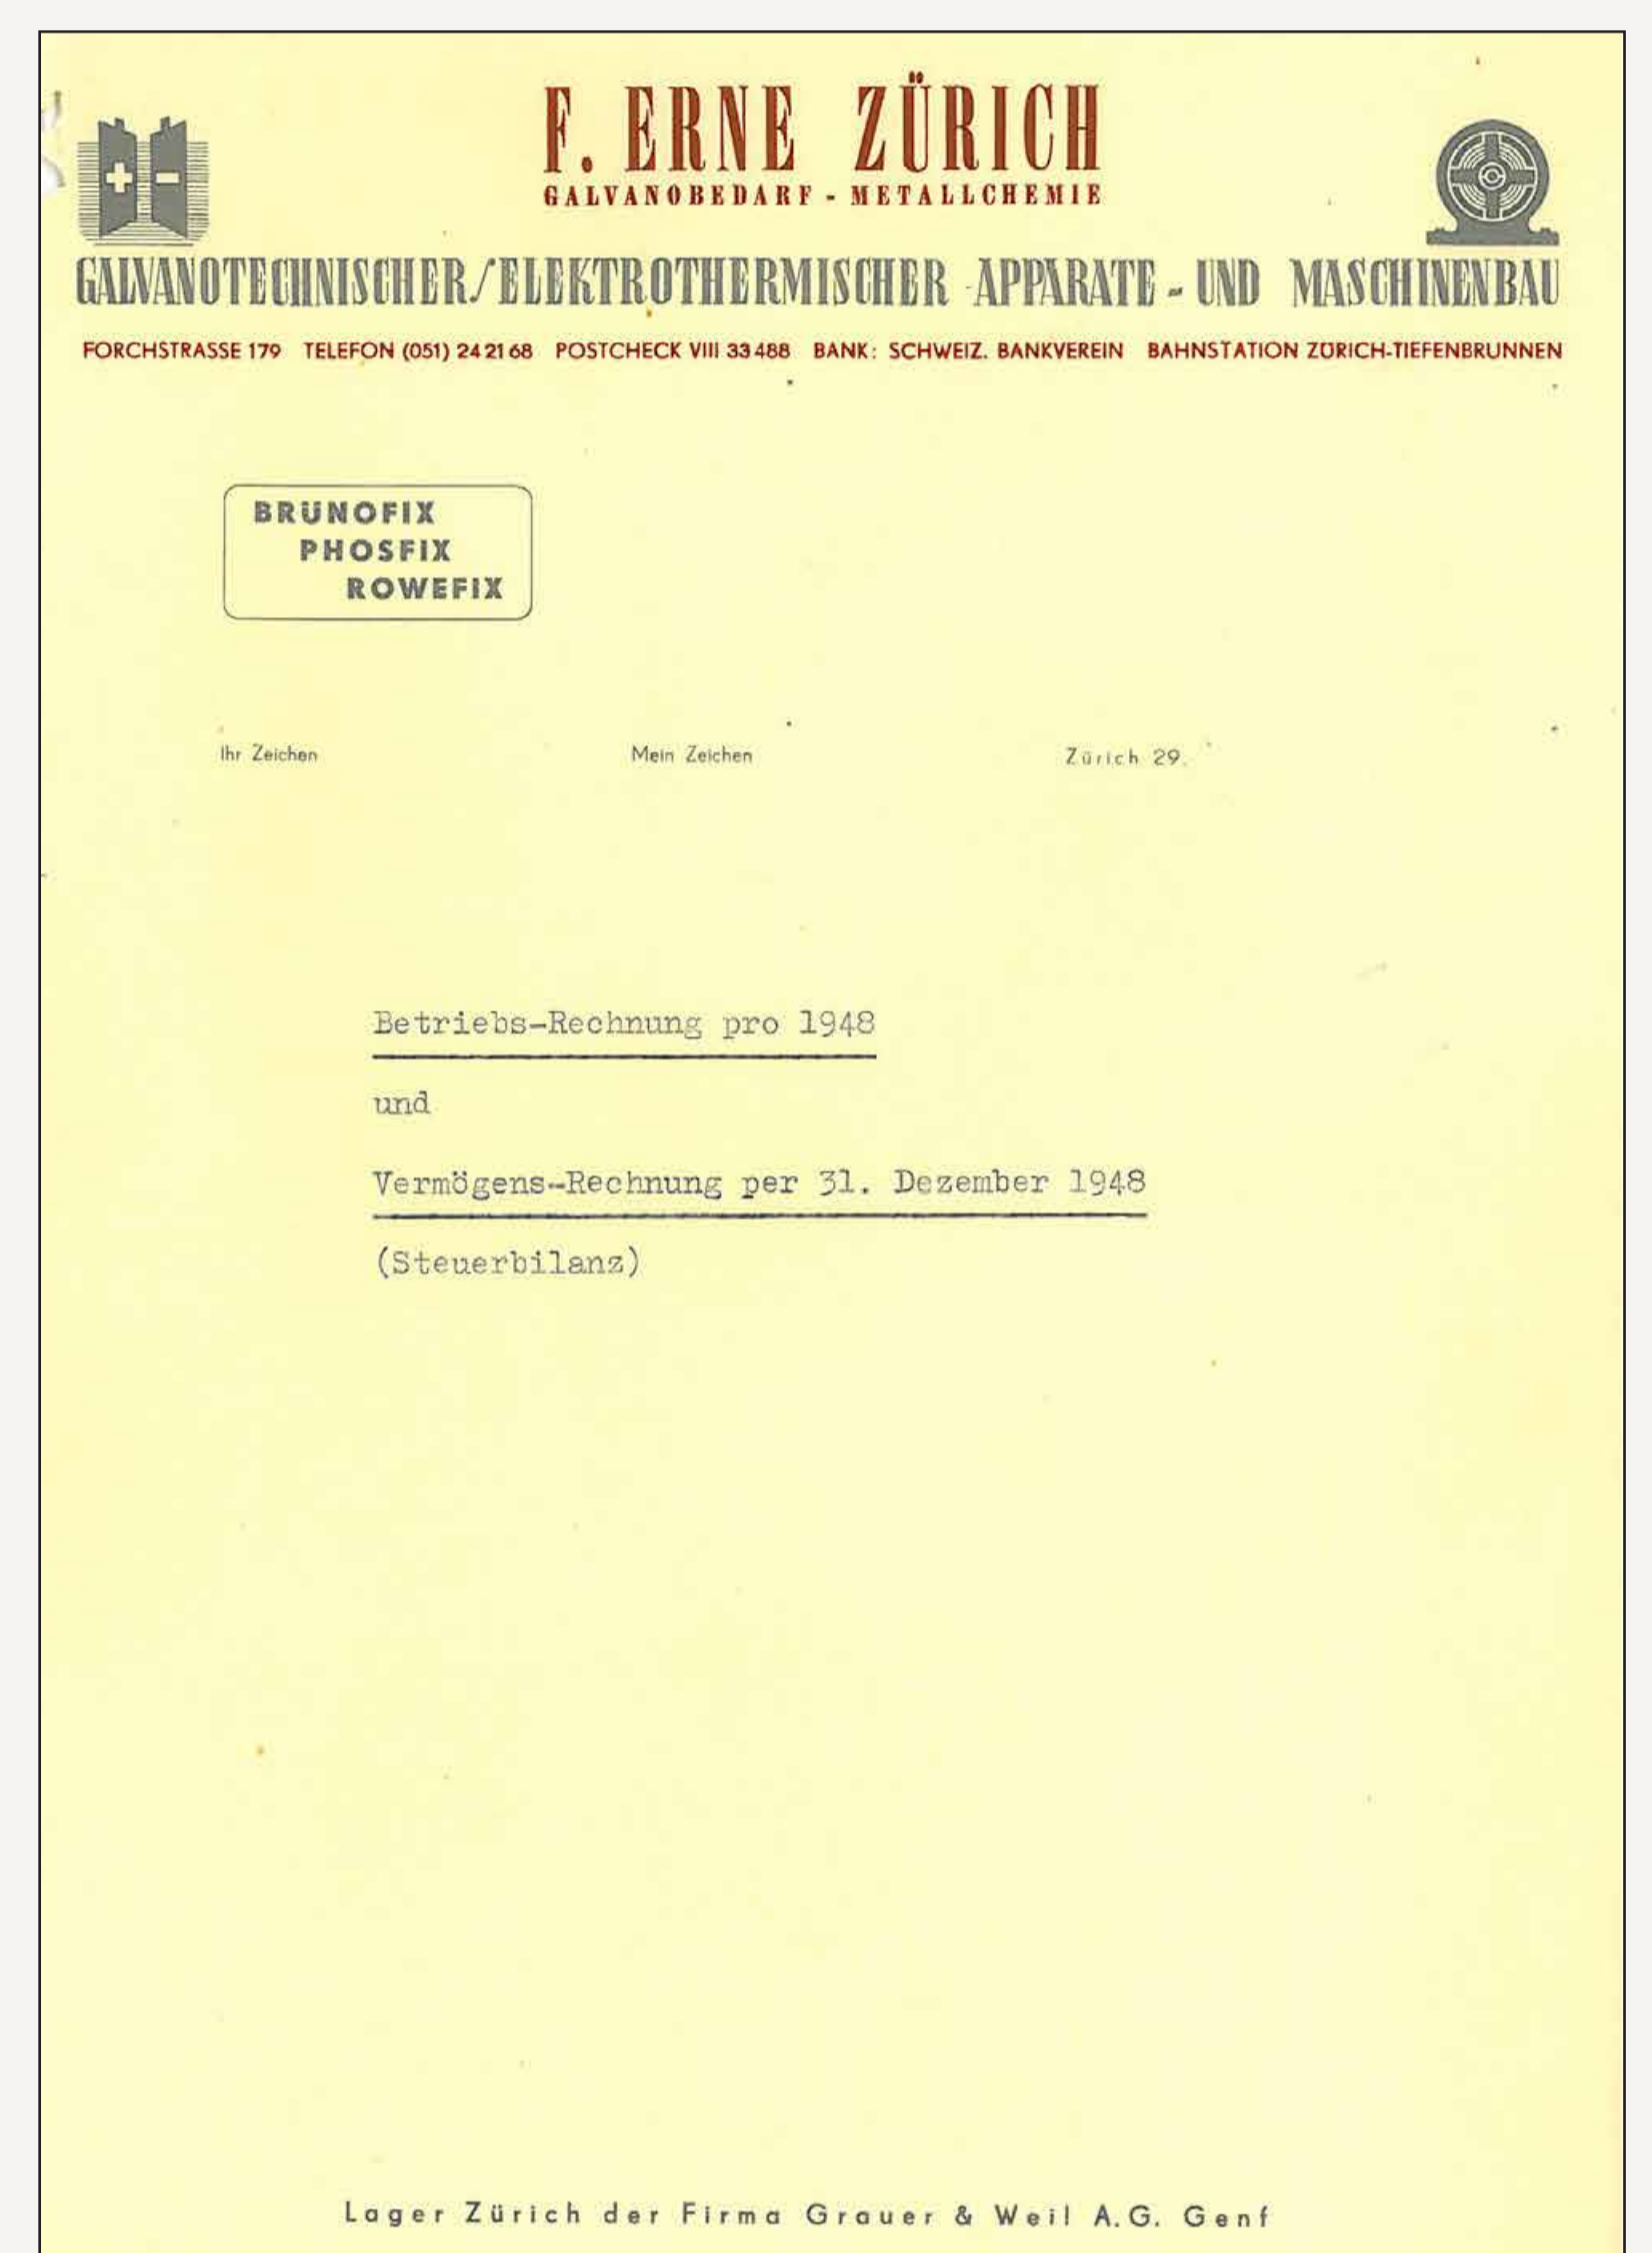 F. ERNE ZÜRICH
GALVANOBEDARF - METALLCHEMIE
+ -
GALVANOTECHNISCHER/ELEKTROTHERMISCHER APPARATE - UND MASCHINENBAU
FORCHSTRASSE 179 TELEFON (051) 24 21 68 POSTCHECK VIII 33 488 BANK: SCHWEIZ. BANKVEREIN BAHNSTATION ZÜRICH-TIEFENBRUNNEN
BRÜNOFIX
PHOSFIX
ROWEFIX
Ihr Zeichen Mein Zeichen Zürich 29.
Betriebs-Rechnung pro 1948
und
Vermögens-Rechnung per 31. Dezember 1948
(Steuerbilanz)
Lager Zürich der Firma Grauer & Weil A.G. Genf